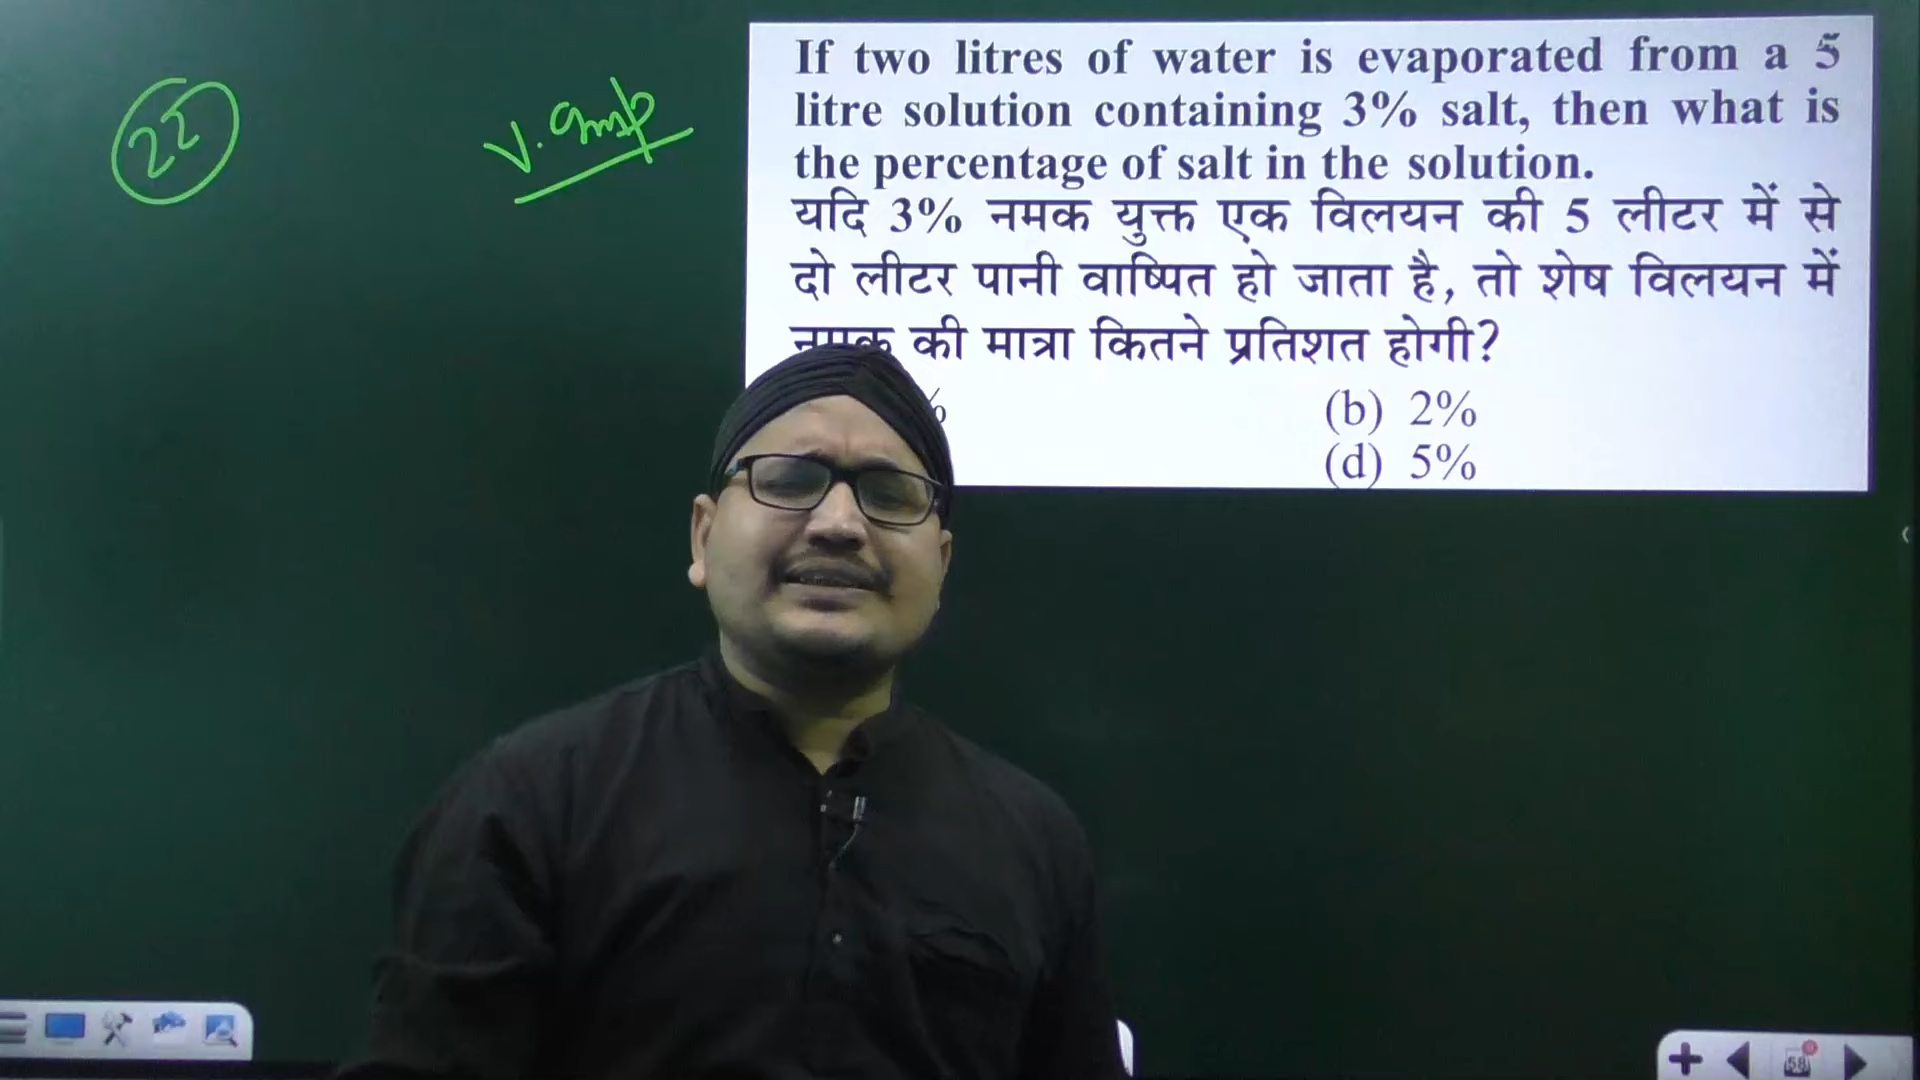 22
V. Imp
If two litres of water is evaporated from a 5
litre solution containing 3% salt, then what is
the percentage of salt in the solution.
यदि 3% नमक युक्त एक विलयन की 5 लीटर में से
दो लीटर पानी वाष्पित हो जाता है, तो शेष विलयन में
नमक की मात्रा कितने प्रतिशत होगी?
% (b) 2%
(d) 5%
58